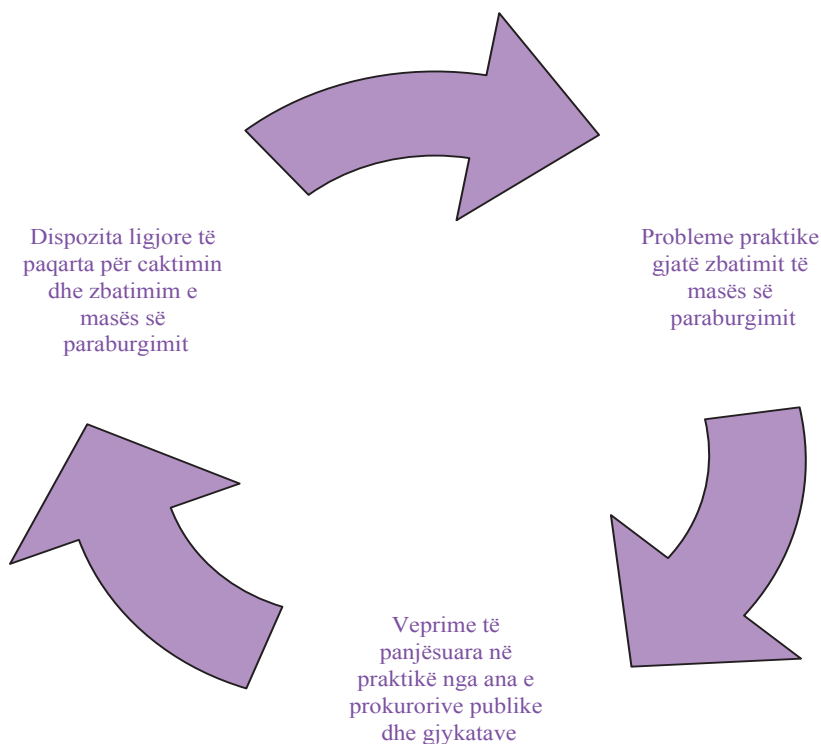 Dispozita ligjore të
paqarta për caktimin
dhe zbatimim e
masës së
paraburgimit
Probleme praktike
gjatë zbatimit të
masës së
paraburgimit
Veprime të
panjësuara në
praktikë nga ana e
prokurorive publike
dhe gjykatave